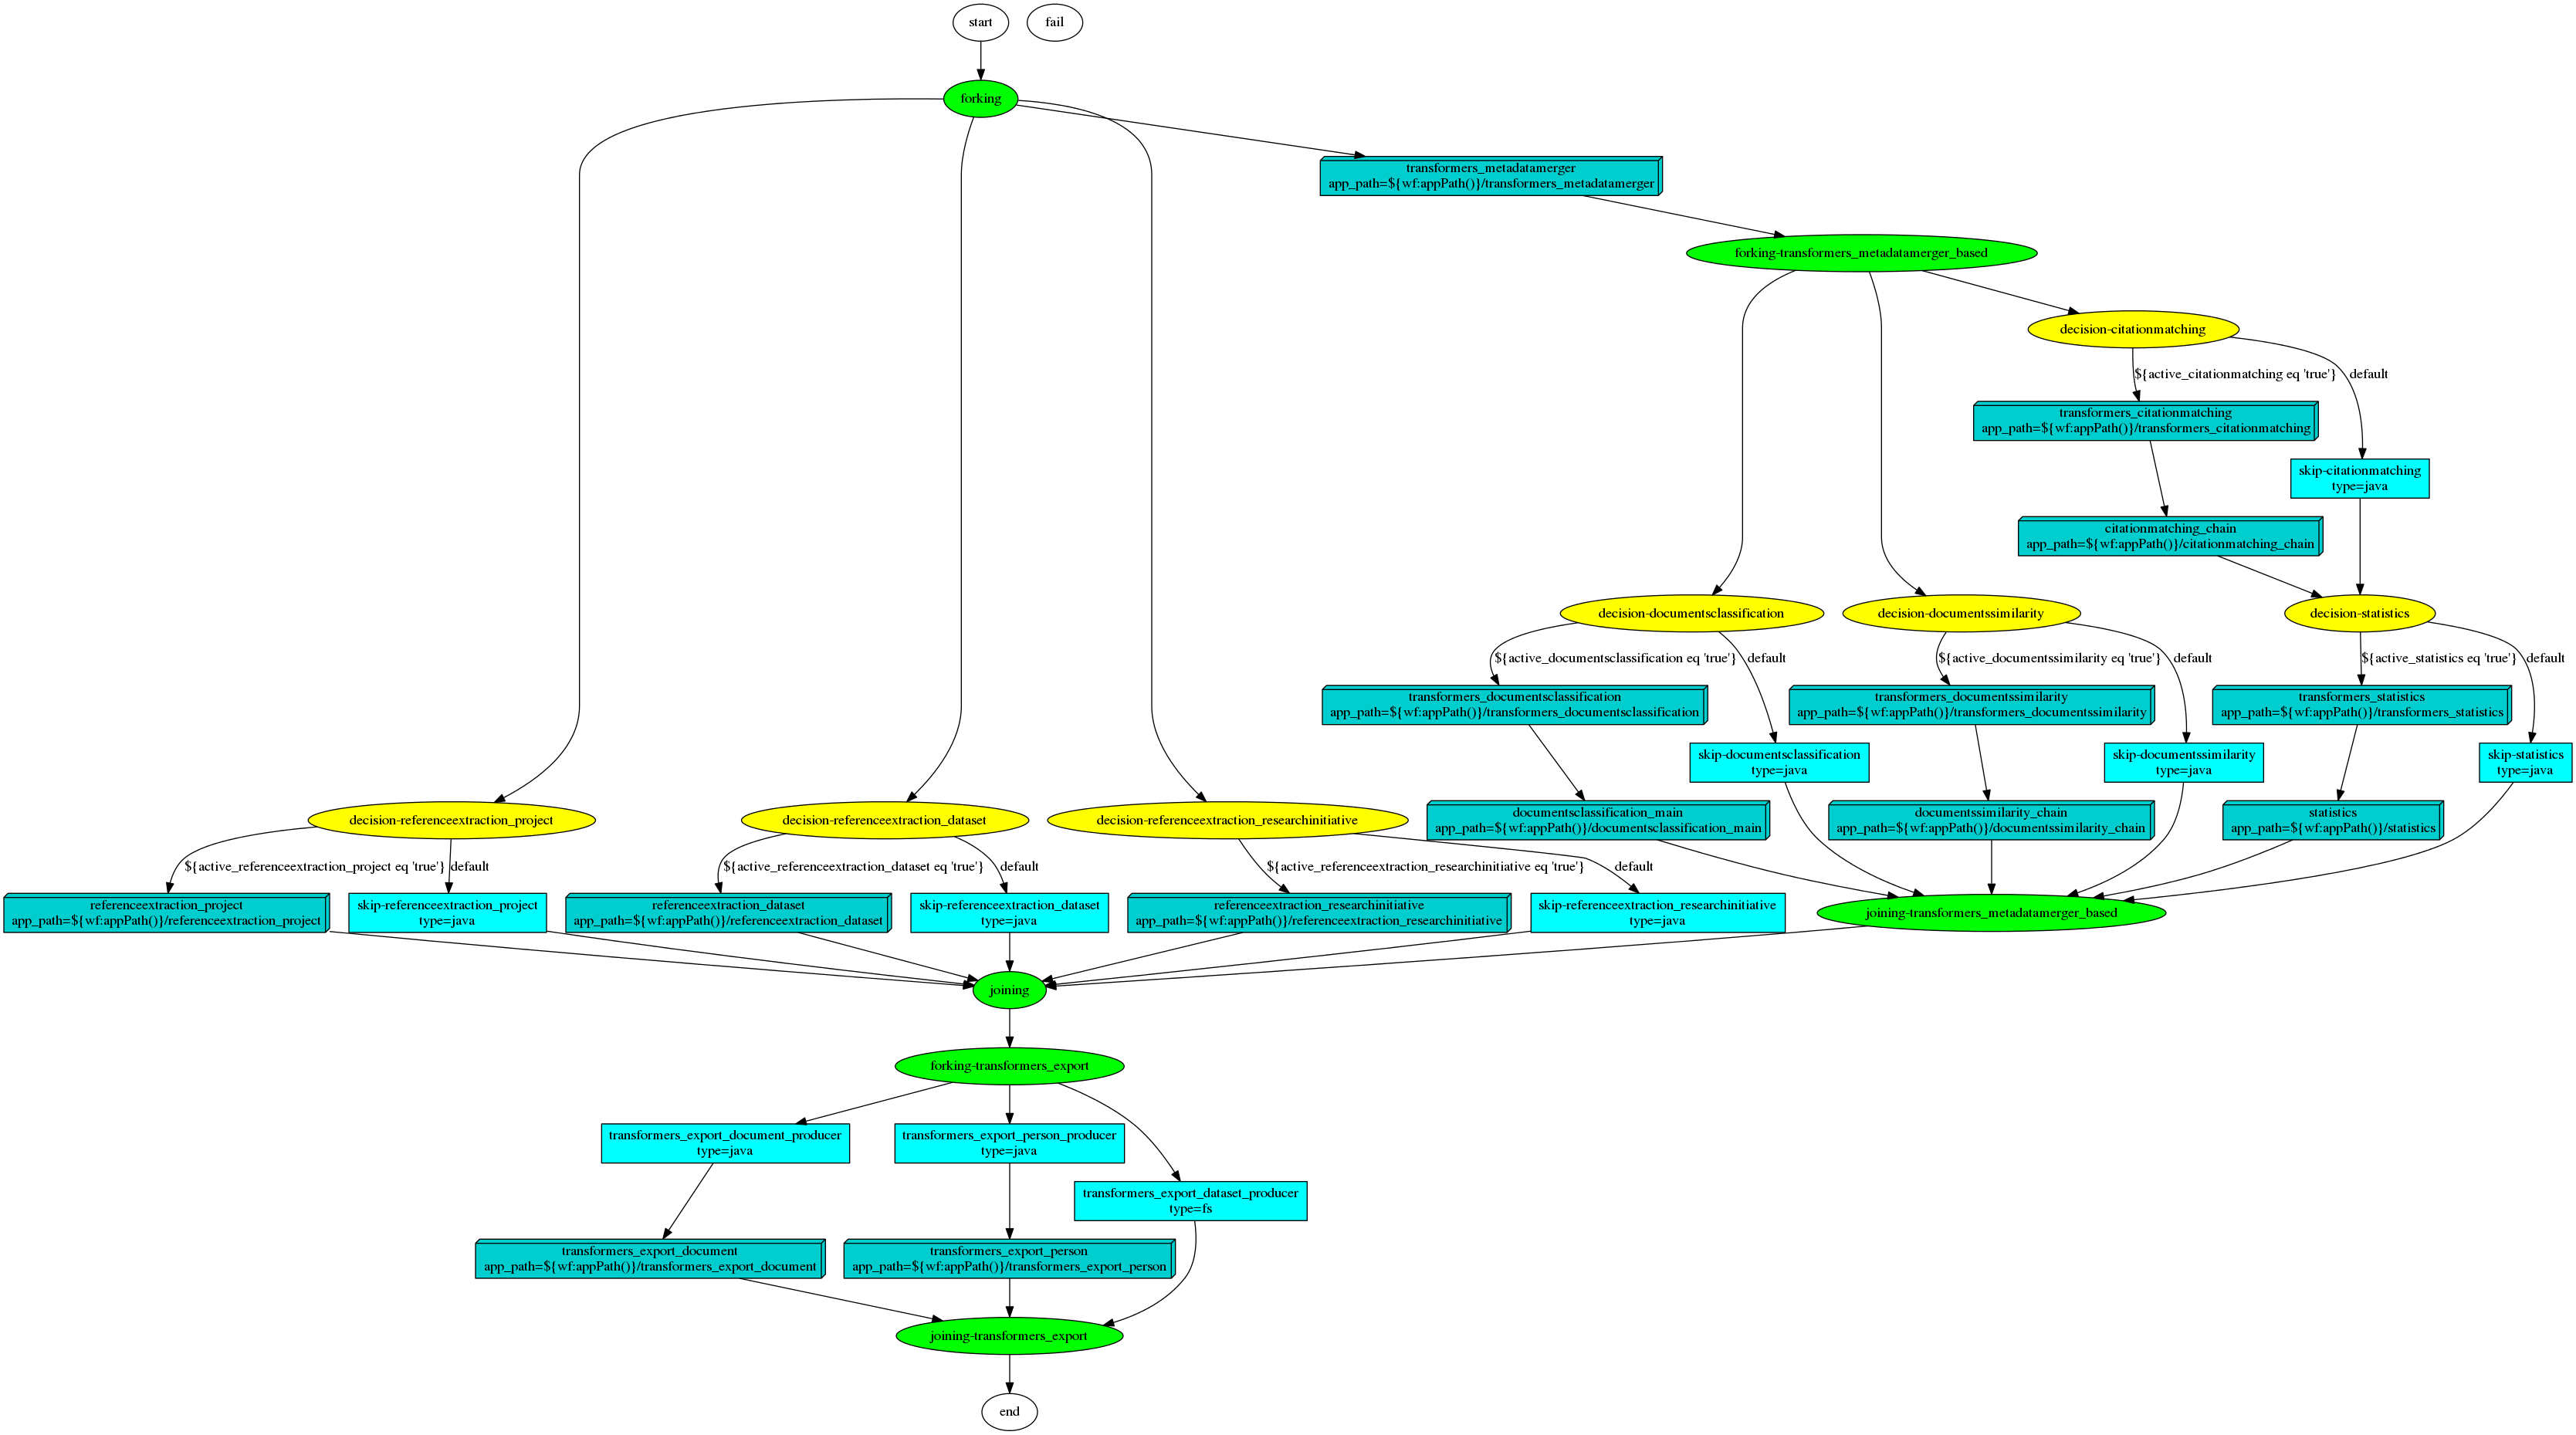 start
fail
forking
transformers_metadatamerger
app_path=${wf:appPath()}/transformers_metadatamerger
forking-transformers_metadatamerger_based
decision-citationmatching
${active_citationmatching eq 'true'}
default
transformers_citationmatching
app_path=${wf:appPath()}/transformers_citationmatching
skip-citationmatching
type=java
citationmatching_chain
app_path=${wf:appPath()}/citationmatching_chain
decision-documentsclassification
decision-documentssimilarity
decision-statistics
${active_documentsclassification eq 'true'}
default
${active_documentssimilarity eq 'true'}
default
${active_statistics eq 'true'}
default
transformers_documentsclassification
app_path=${wf:appPath()}/transformers_documentsclassification
transformers_documentssimilarity
app_path=${wf:appPath()}/transformers_documentssimilarity
transformers_statistics
app_path=${wf:appPath()}/transformers_statistics
skip-documentsclassification
type=java
skip-documentssimilarity
type=java
skip-statistics
type=java
decision-referenceextraction_project
decision-referenceextraction_dataset
decision-referenceextraction_researchinitiative
documentsclassification_main
app_path=${wf:appPath()}/documentsclassification_main
documentssimilarity_chain
app_path=${wf:appPath()}/documentssimilarity_chain
statistics
app_path=${wf:appPath()}/statistics
${active_referenceextraction_project eq 'true'}
default
${active_referenceextraction_dataset eq 'true'}
default
${active_referenceextraction_researchinitiative eq 'true'}
default
referenceextraction_project
app_path=${wf:appPath()}/referenceextraction_project
skip-referenceextraction_project
type=java
referenceextraction_dataset
app_path=${wf:appPath()}/referenceextraction_dataset
skip-referenceextraction_dataset
type=java
referenceextraction_researchinitiative
app_path=${wf:appPath()}/referenceextraction_researchinitiative
skip-referenceextraction_researchinitiative
type=java
joining-transformers_metadatamerger_based
joining
forking-transformers_export
transformers_export_document_producer
type=java
transformers_export_person_producer
type=java
transformers_export_dataset_producer
type=fs
transformers_export_document
app_path=${wf:appPath()}/transformers_export_document
transformers_export_person
app_path=${wf:appPath()}/transformers_export_person
joining-transformers_export
end